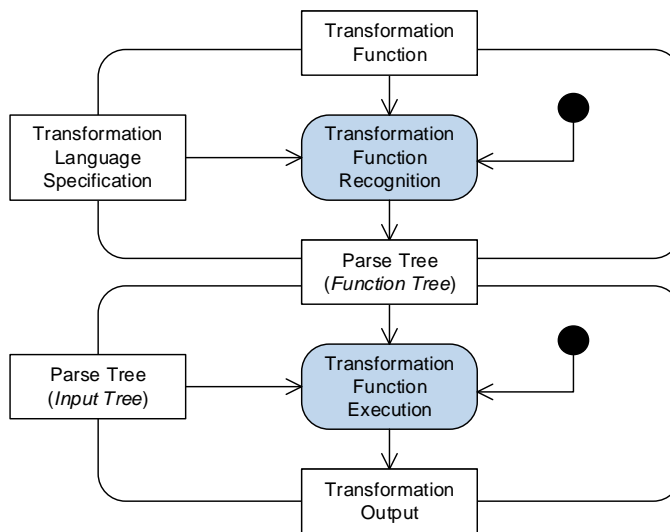 Transformation
Function
Transformation
Language
Specification
Transformation
Function
Recognition
Parse Tree
(Function Tree)
Parse Tree
(Input Tree)
Transformation
Function
Execution
Transformation
Output